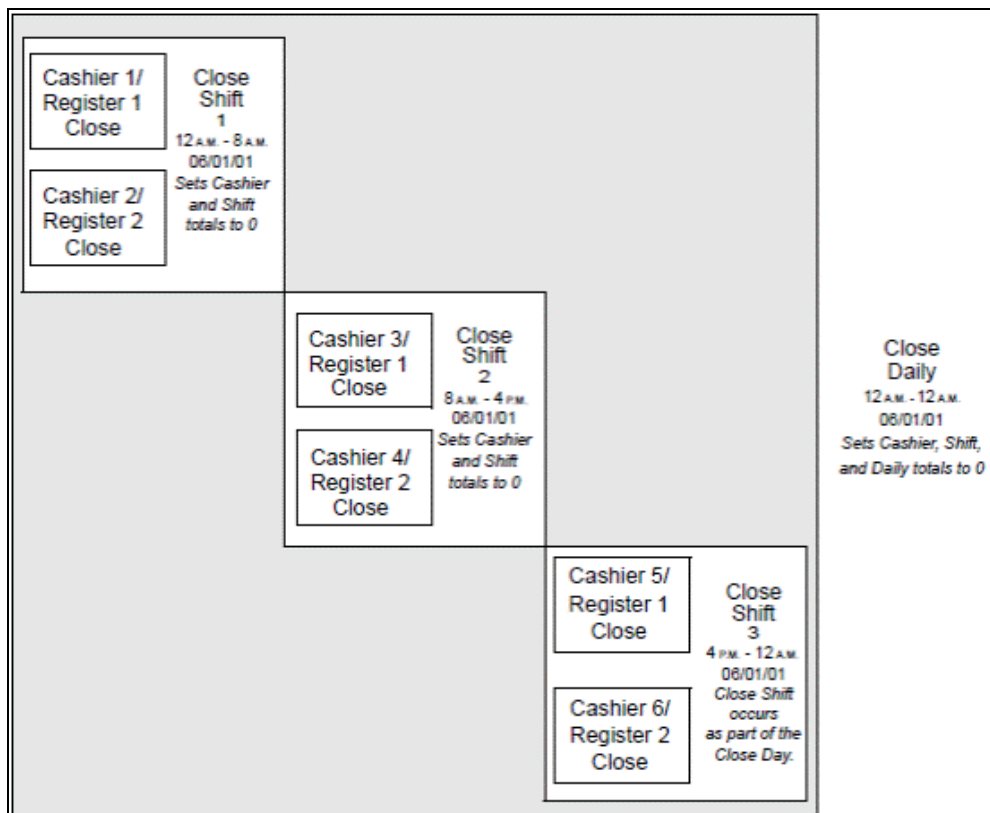 Cashier 1/
Register 1
Close
Cashier 2/
Register 2
Close
Close
Shift
1
12 A.M. - 8 A.M.
06/01/01
Sets Cashier
and Shift
totals to 0
Cashier 3/
Register 1
Close
Cashier 4/
Register 2
Close
Close
Shift
2
8 A.M. - 4 P.M.
06/01/01
Sets Cashier
and Shift
totals to 0
Cashier 5/
Register 1
Close
Cashier 6/
Register 2
Close
Close
Shift
3
4 P.M. - 12 A.M.
06/01/01
Close Shift
occurs
as part of the
Close Day.
Close
Daily
12 A.M. - 12 A.M.
06/01/01
Sets Cashier, Shift,
and Daily totals to 0